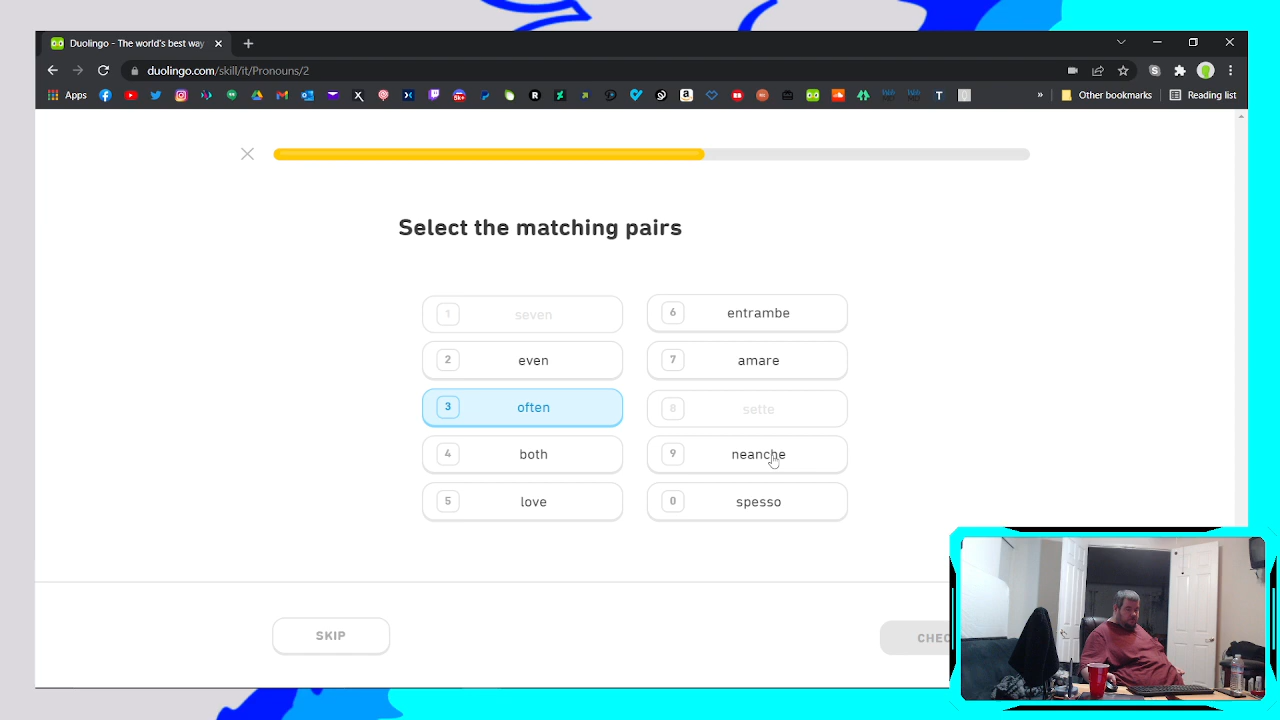 Duolingo - The world's best way
duolingo.com/skill/it/Pronouns/2
Apps
Other bookmarks
Reading list
Select the matching pairs
1 seven
6 entrambe
2 even
7 amare
3 often
8 sette
4 both
9 neanche
5 love
0 spesso
SKIP
CHEC